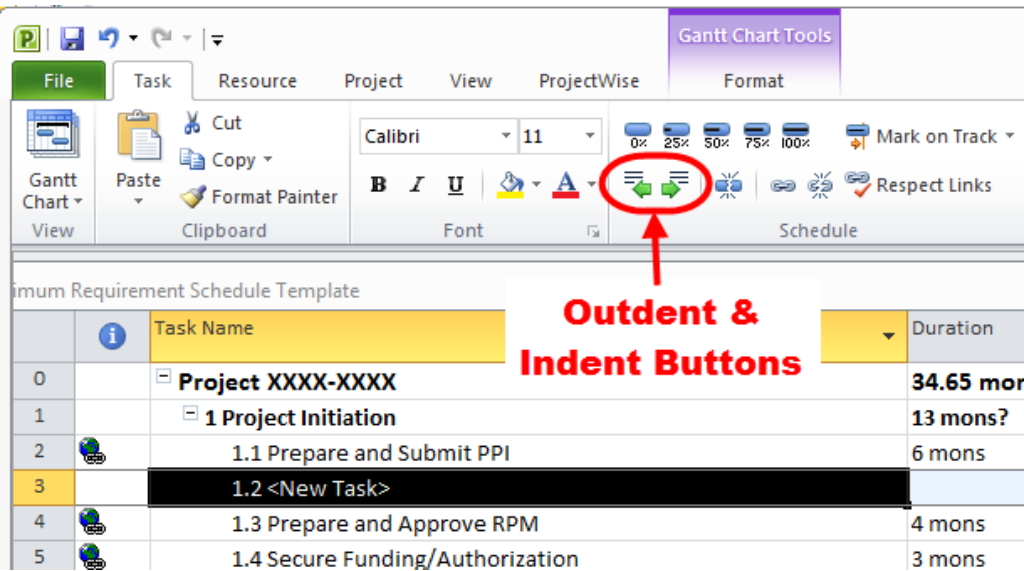 Gantt Chart Tools
File Task Resource Project View ProjectWise Format
Gantt Chart
Paste
Cut
Copy
Format Painter
Calibri 11
B I U A
0% 25% 50% 75% 100%
Mark on Track
Respect Links
View Clipboard Font Schedule
Outdent &
Indent Buttons
imum Requirement Schedule Template
Task Name Duration
0 Project XXXX-XXXX 34.65 mor
1 1 Project Initiation 13 mons?
2 1.1 Prepare and Submit PPI 6 mons
3 1.2 <New Task>
4 1.3 Prepare and Approve RPM 4 mons
5 1.4 Secure Funding/Authorization 3 mons